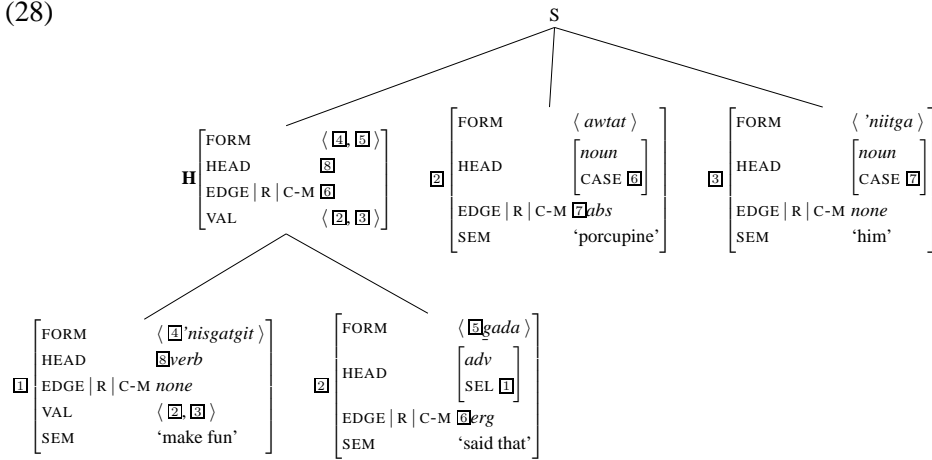 (28)
S
H FORM ⟨ 4, 5 ⟩
HEAD 8
EDGE | R | C-M 6
VAL ⟨ 2, 3 ⟩
2 FORM ⟨ awtat ⟩
HEAD noun
CASE 6
EDGE | R | C-M 7 abs
SEM ‘porcupine’
3 FORM ⟨ ’niitga ⟩
HEAD noun
CASE 7
EDGE | R | C-M none
SEM ‘him’
1 FORM ⟨ 4 ’nisgatgit ⟩
HEAD 8 verb
EDGE | R | C-M none
VAL ⟨ 2, 3 ⟩
SEM ‘make fun’
2 FORM ⟨ 5 g̲ada ⟩
HEAD adv
SEL 1
EDGE | R | C-M 6 erg
SEM ‘said that’